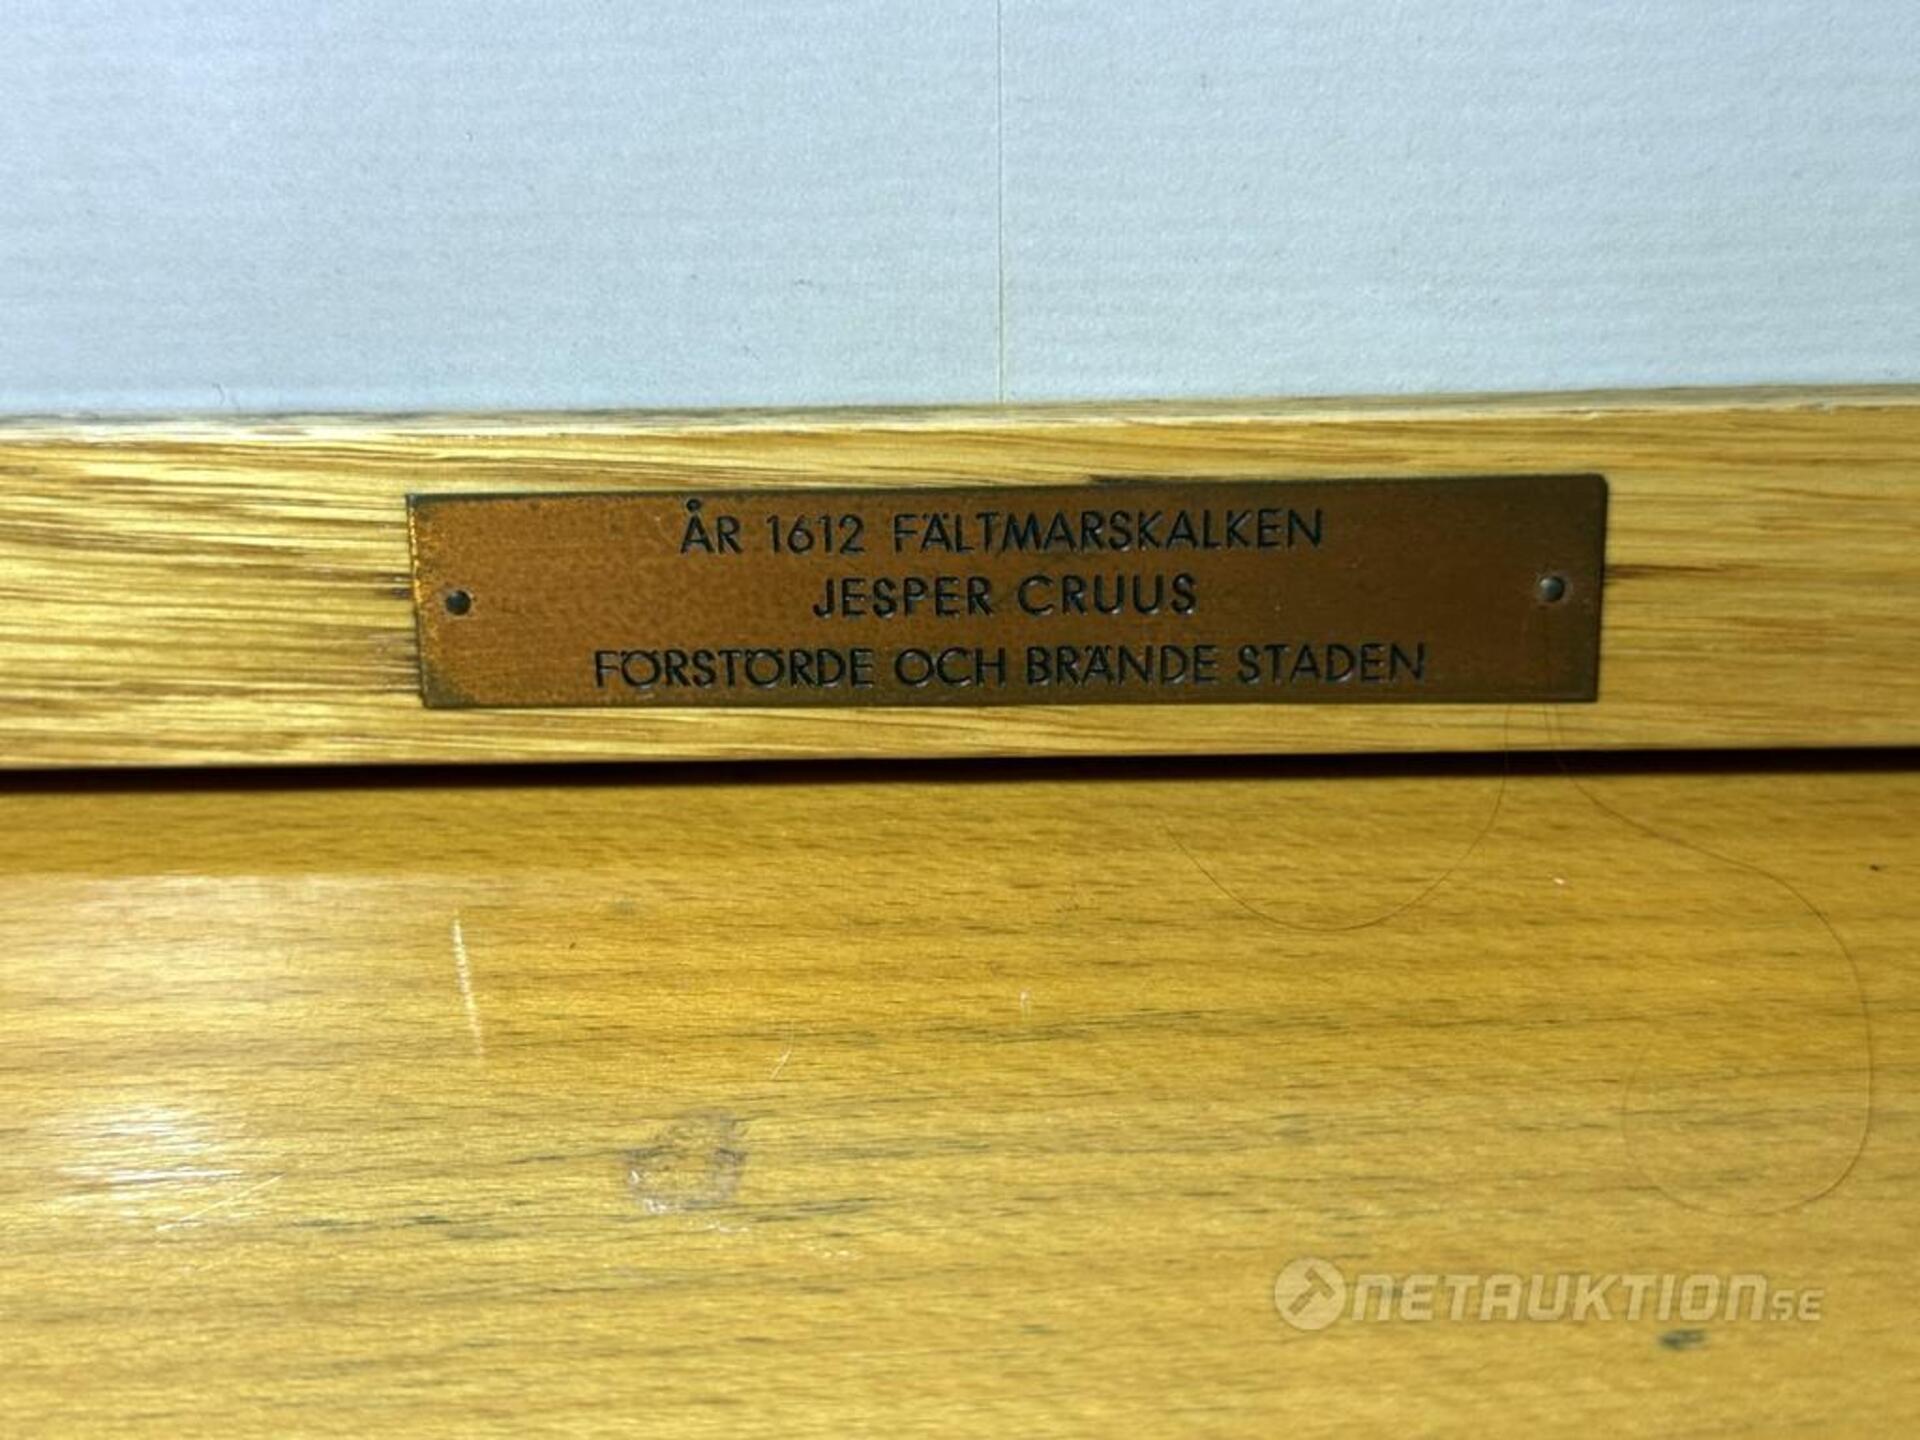 ÅR 1612 FÄLTMARSKALKEN
JESPER CRUUS
FÖRSTÖRDE OCH BRÄNDE STADEN
NETAUKTION.SE